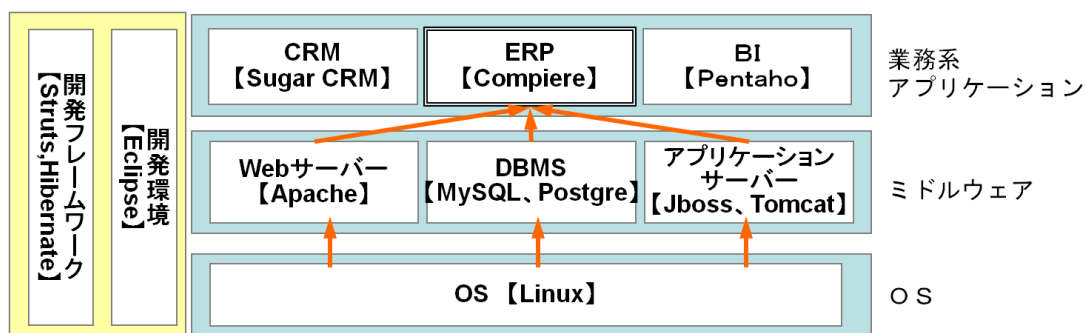 開発フレームワーク
【Struts,Hibernate】
開発環境
【Eclipse】
CRM
【Sugar CRM】
ERP
【Compiere】
BI
【Pentaho】
業務系
アプリケーション
Webサーバー
【Apache】
DBMS
【MySQL、Postgre】
アプリケーション
サーバー
【Jboss、Tomcat】
ミドルウェア
OS 【Linux】
ＯＳ